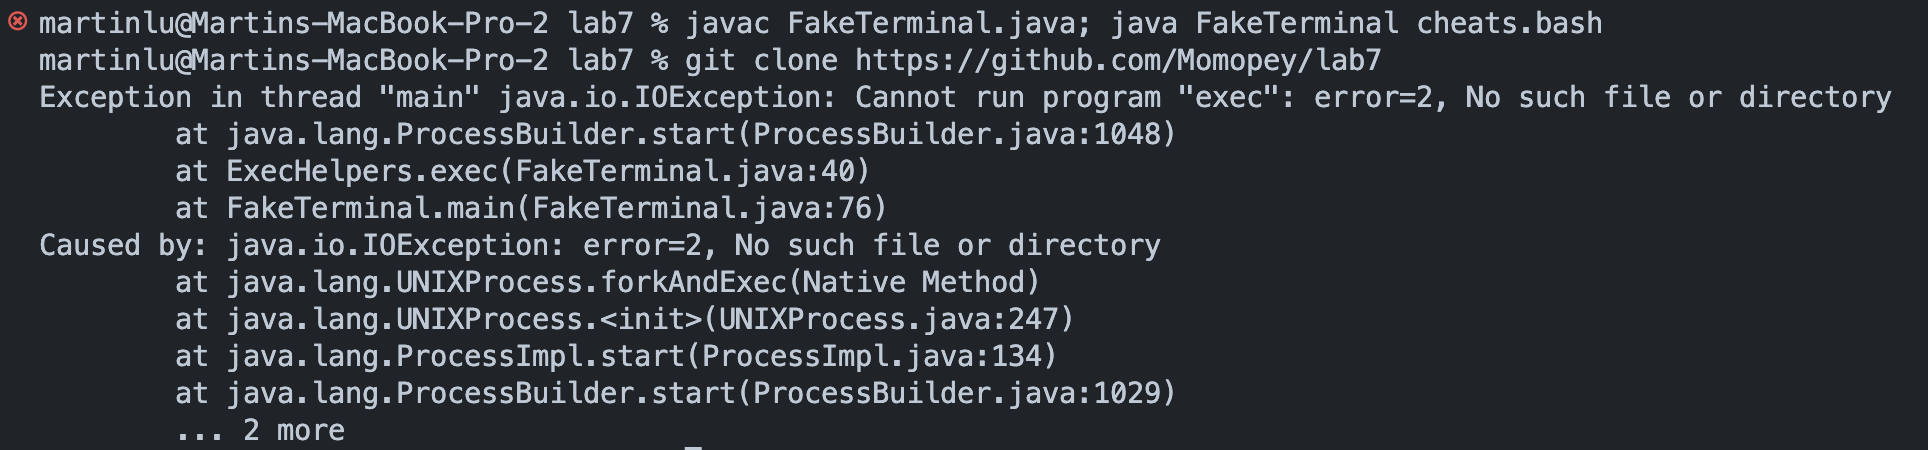 martinlu@Martins-MacBook-Pro-2 lab7 % javac FakeTerminal.java; java FakeTerminal cheats.bash
martinlu@Martins-MacBook-Pro-2 lab7 % git clone https://github.com/Momopey/lab7
Exception in thread "main" java.io.IOException: Cannot run program "exec": error=2, No such file or directory
        at java.lang.ProcessBuilder.start(ProcessBuilder.java:1048)
        at ExecHelpers.exec(FakeTerminal.java:40)
        at FakeTerminal.main(FakeTerminal.java:76)
Caused by: java.io.IOException: error=2, No such file or directory
        at java.lang.UNIXProcess.forkAndExec(Native Method)
        at java.lang.UNIXProcess.<init>(UNIXProcess.java:247)
        at java.lang.ProcessImpl.start(ProcessImpl.java:134)
        at java.lang.ProcessBuilder.start(ProcessBuilder.java:1029)
        ... 2 more